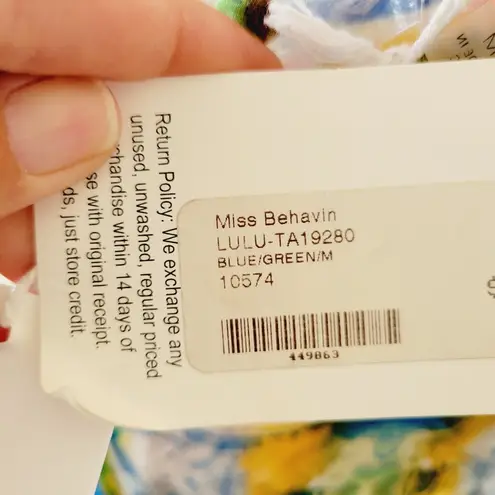 Return Policy: We exchange any
unused, unwashed, regular priced
handise within 14 days of
se with original receipt.
ds, just store credit.
Miss Behavin
LULU-TA19280
BLUE/GREEN/M
10574
449863